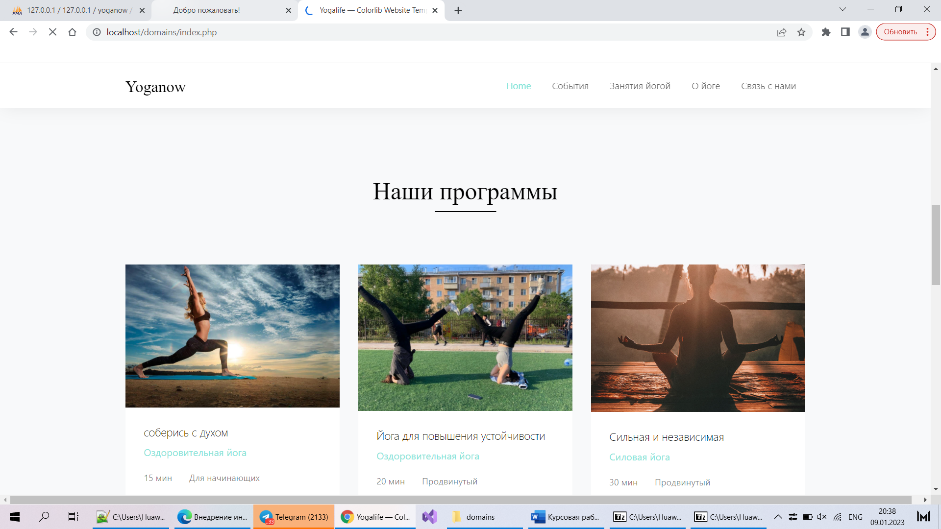 127.0.0.1 / 127.0.0.1 / yoganow /
Добро пожаловать!
Yogalife — Colorlib Website Tem
localhost/domains/index.php
Обновить
Yoganow
Home
События
Занятия йогой
О йоге
Связь с нами
Наши программы
соберись с духом
Оздоровительная йога
15 мин Для начинающих
Йога для повышения устойчивости
Оздоровительная йога
20 мин Продвинутый
Сильная и независимая
Силовая йога
30 мин Продвинутый
C:\Users\Huaw...
Внедрение ин...
Telegram (2133)
Yogalife — Col...
domains
Курсовая раб...
C:\Users\Huaw...
C:\Users\Huaw...
ENG
20:38
09.01.2023